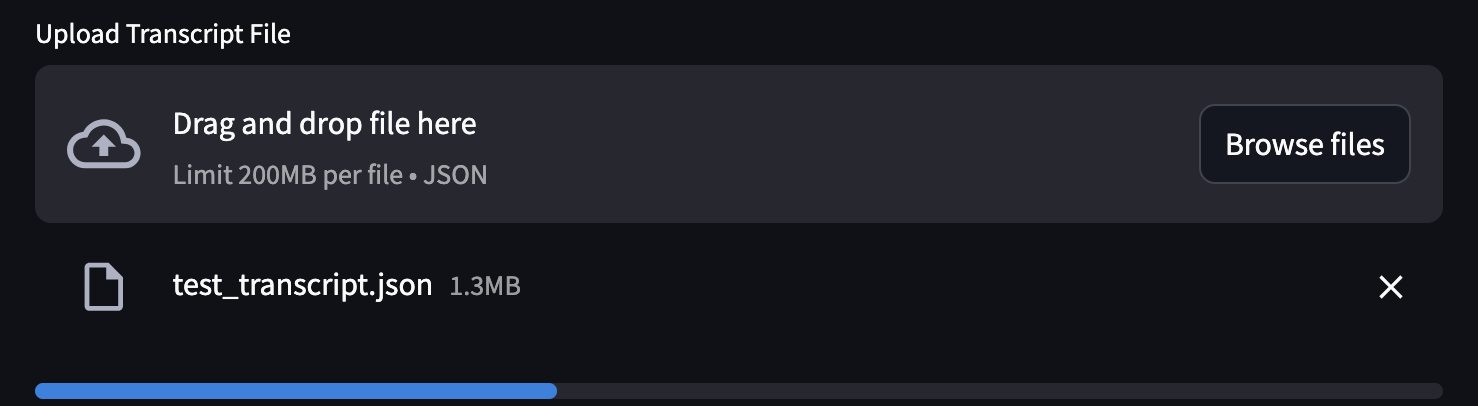 Upload Transcript File
Drag and drop file here
Limit 200MB per file • JSON
Browse files
test_transcript.json 1.3MB